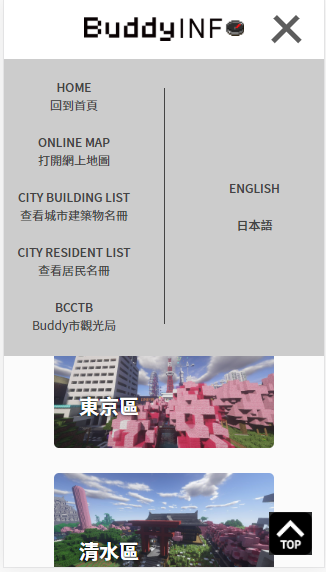 BuddyINF
HOME
回到首頁
ONLINE MAP
打開網上地圖
CITY BUILDING LIST
查看城市建築物名冊
CITY RESIDENT LIST
查看居民名冊
BCCTB
Buddy市觀光局
ENGLISH
日本語
東京區
清水區
TOP